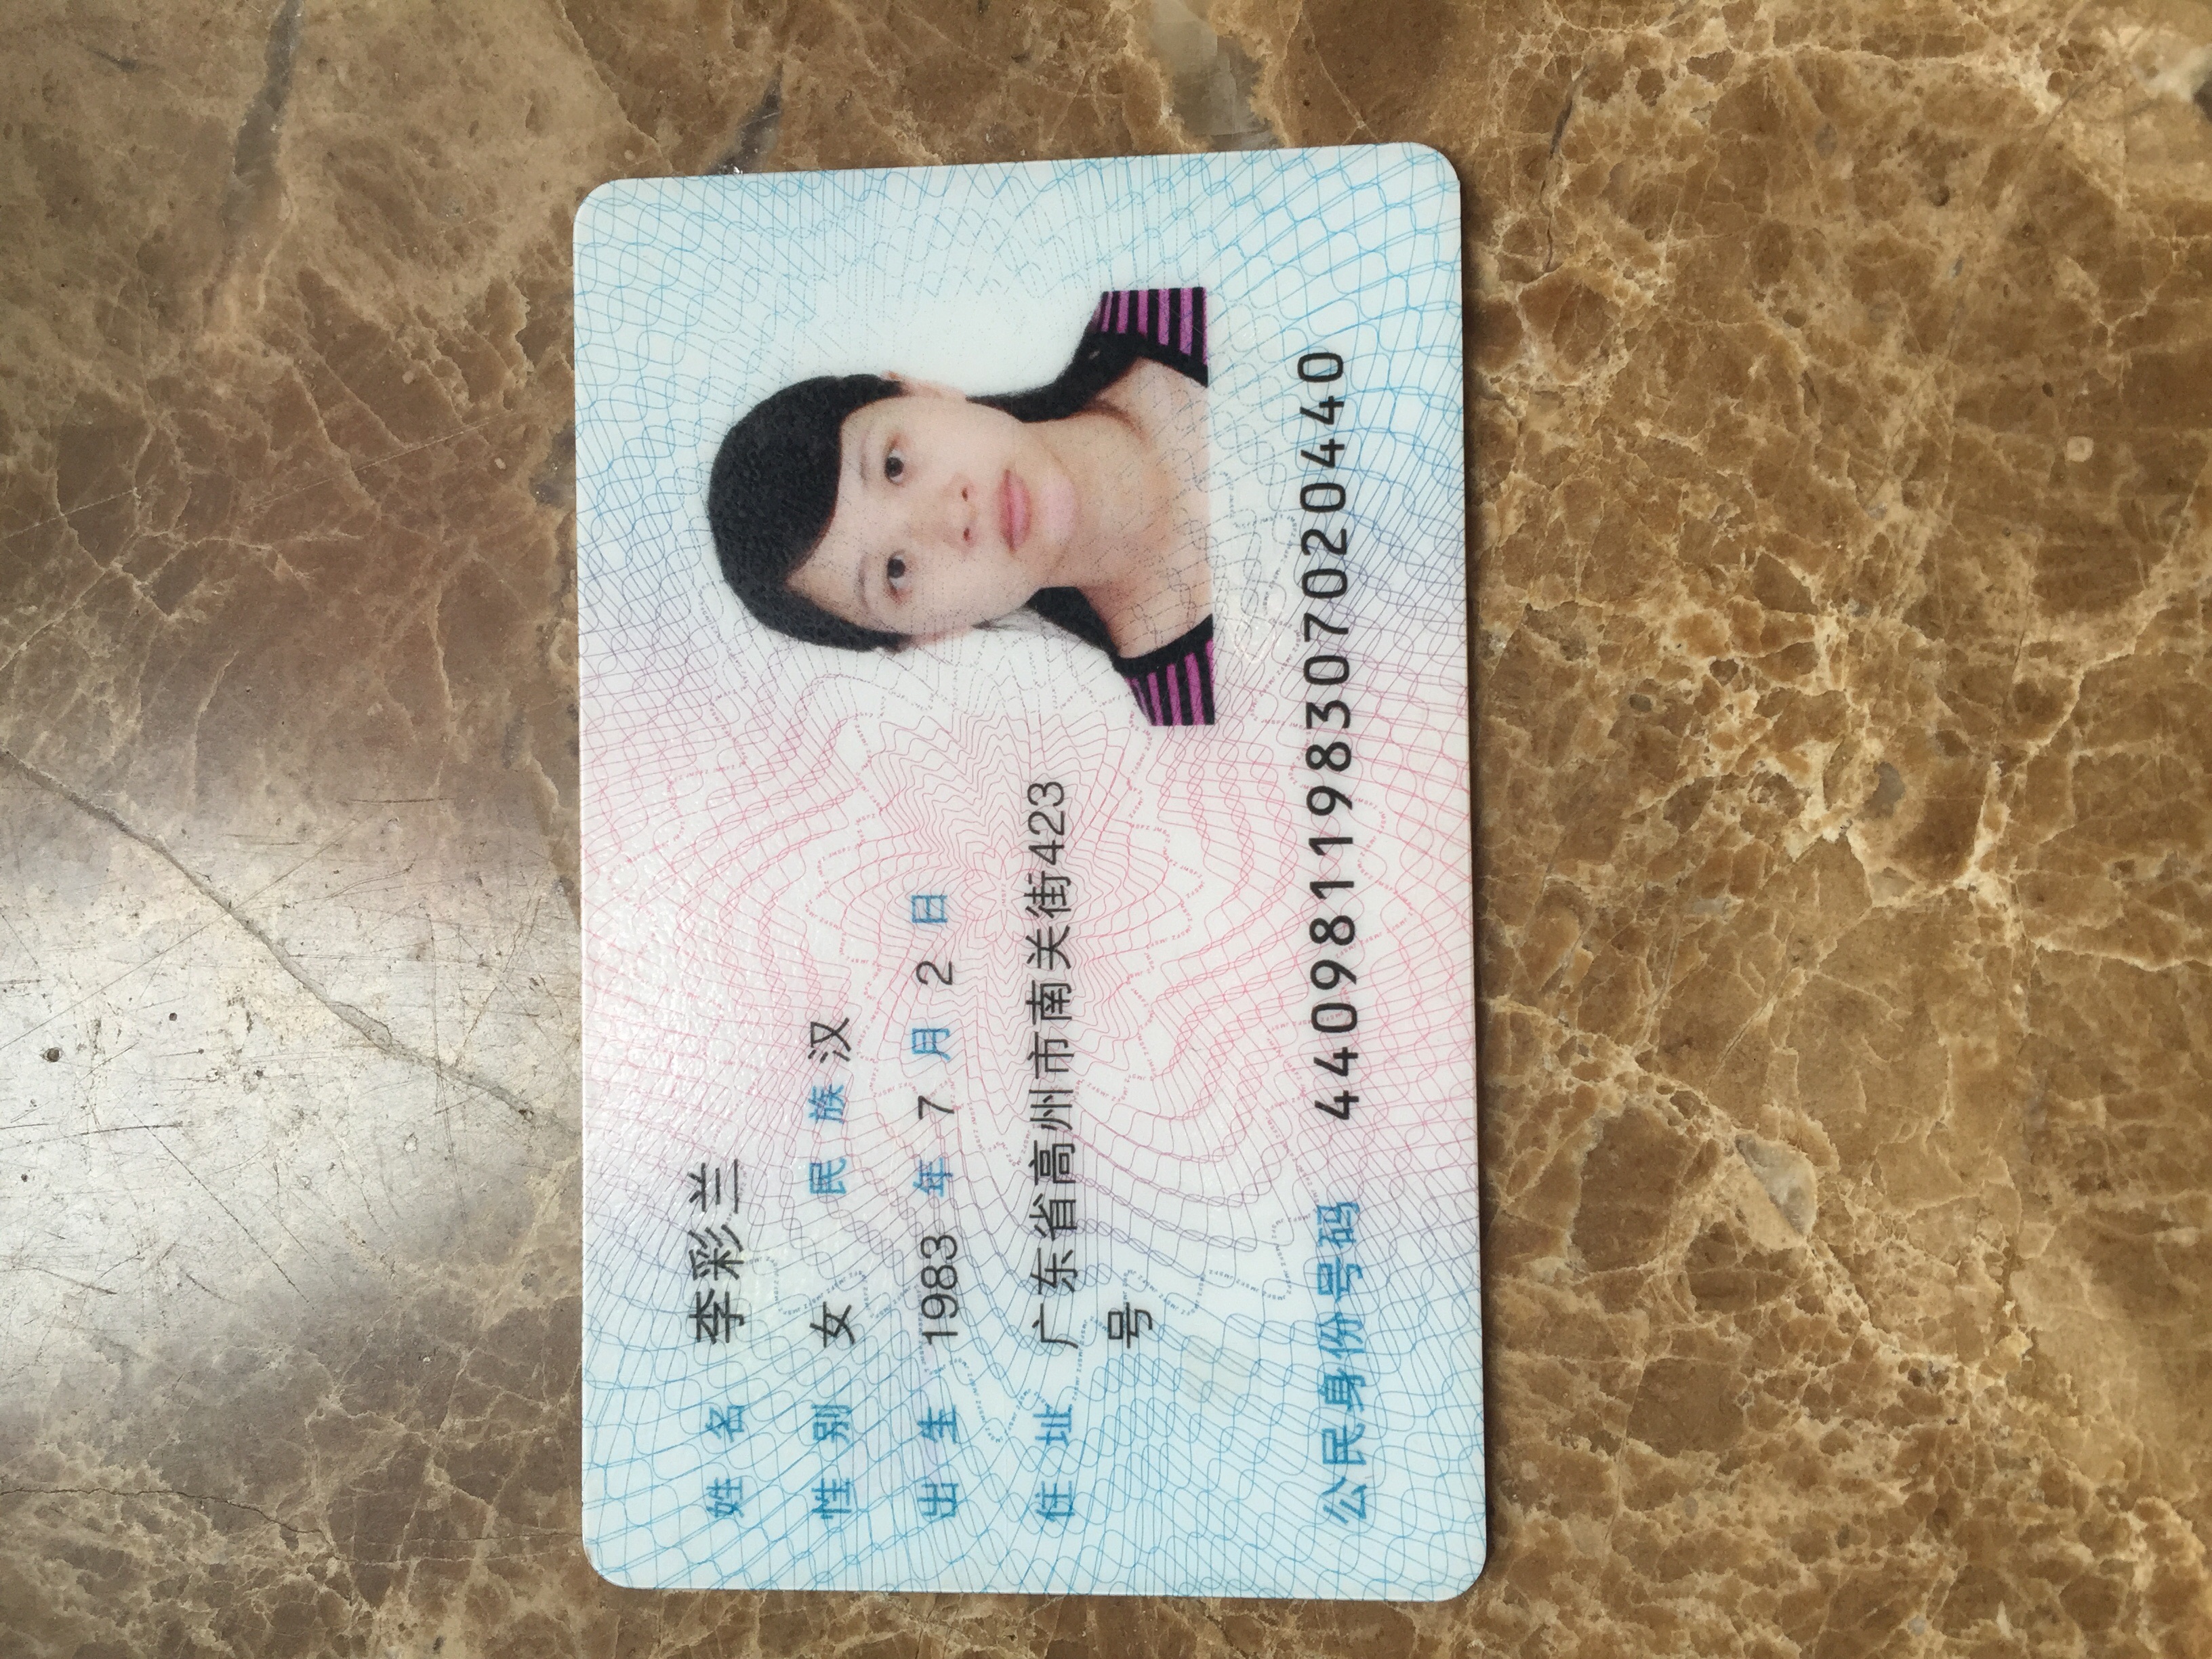 姓名 李彩兰
性别 女 民族 汉
出生 1983 年 7 月 2 日
住址 广东省高州市南关街423
号
公民身份号码 440981198307020440